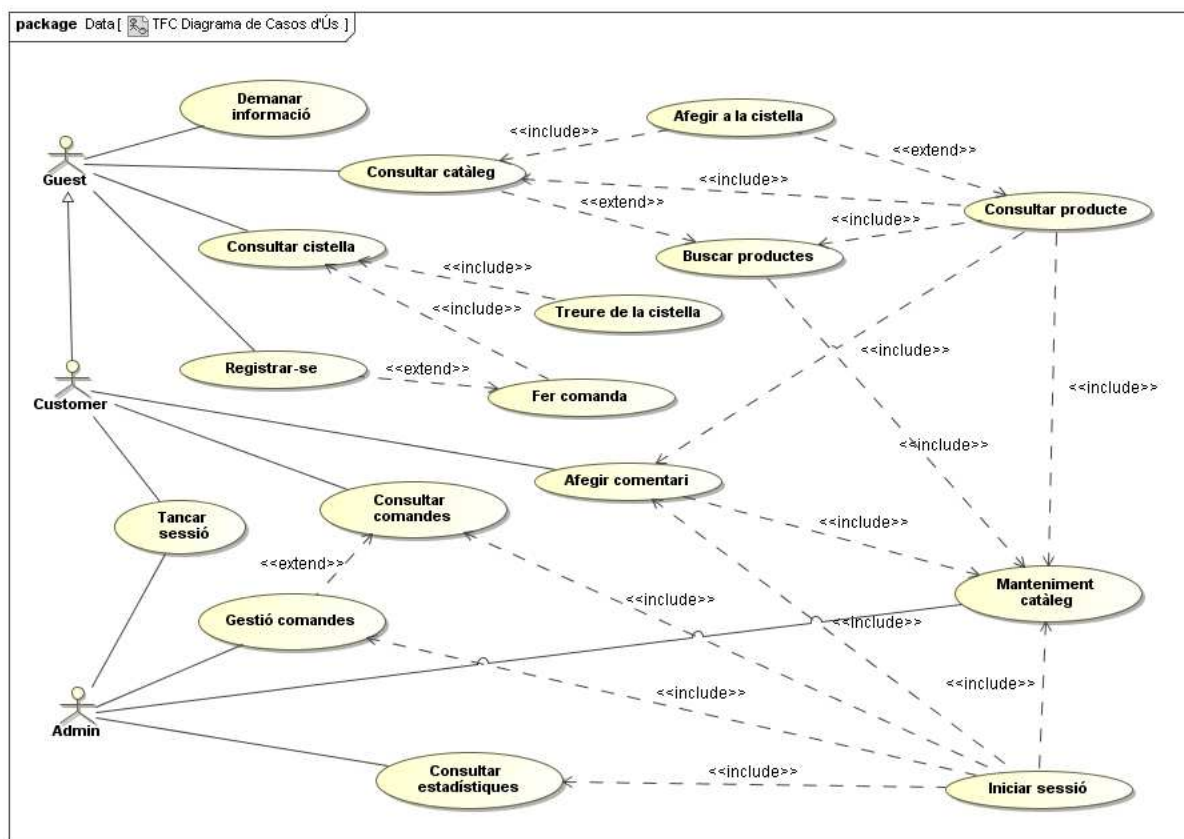 package Data [ TFC Diagrama de Casos d'Ús ]
Demanar
informació
Afegir a la cistella
<<include>>
<<extend>>
Guest
Consultar catàleg
<<include>>
Consultar producte
<<extend>>
<<include>>
Consultar cistella
Buscar productes
<<include>>
<<include>>
Treure de la cistella
<<include>>
Registrar-se
<<extend>>
<<include>>
Fer comanda
Customer
<<include>>
Afegir comentari
Consultar
comandes
Tancar
sessió
<<include>>
<<extend>>
Manteniment
catàleg
Gestió comandes
<<include>>
<<include>>
<<include>>
<<include>>
Admin
Consultar
estadístiques
<<include>>
Iniciar sessió